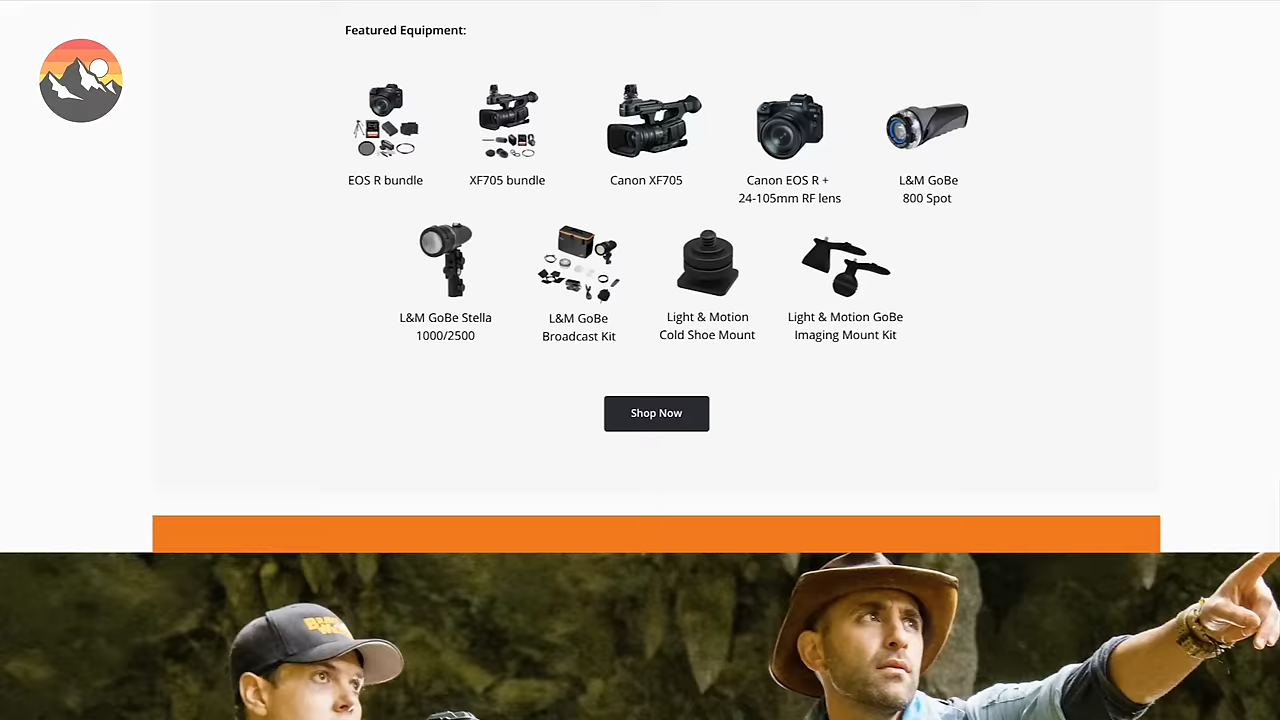 Featured Equipment:
EOS R bundle
XF705 bundle
Canon XF705
Canon EOS R +
24-105mm RF lens
L&M GoBe
800 Spot
L&M GoBe Stella
1000/2500
L&M GoBe
Broadcast Kit
Light & Motion
Cold Shoe Mount
Light & Motion GoBe
Imaging Mount Kit
Shop Now